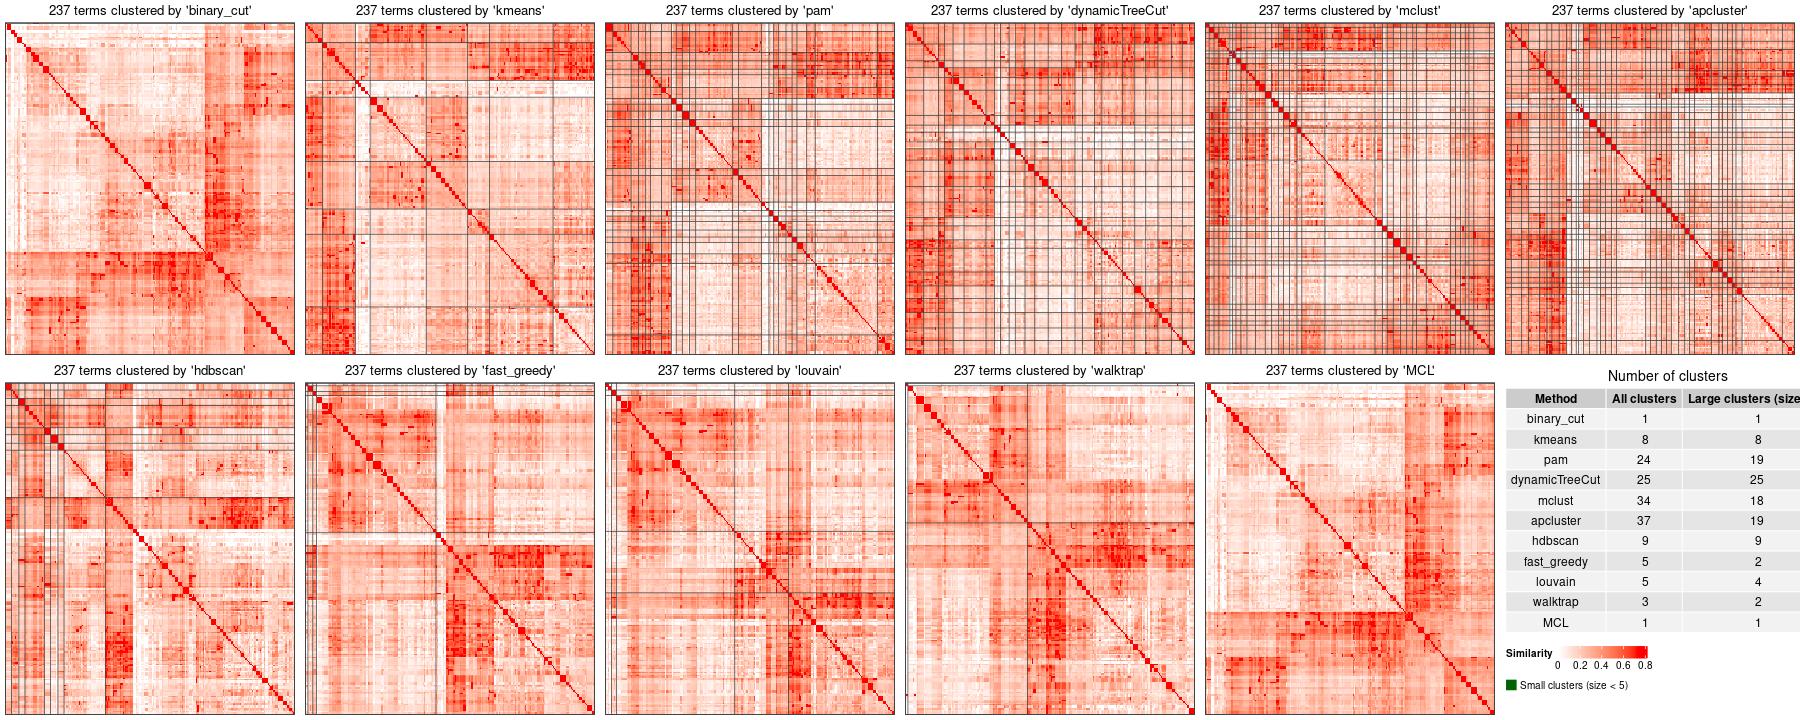 237 terms clustered by 'binary_cut'
237 terms clustered by 'kmeans'
237 terms clustered by 'pam'
237 terms clustered by 'dynamicTreeCut'
237 terms clustered by 'mclust'
237 terms clustered by 'apcluster'
237 terms clustered by 'hdbscan'
237 terms clustered by 'fast_greedy'
237 terms clustered by 'louvain'
237 terms clustered by 'walktrap'
237 terms clustered by 'MCL'
Number of clusters
Method All clusters Large clusters (size
binary_cut 1 1
kmeans 8 8
pam 24 19
dynamicTreeCut 25 25
mclust 34 18
apcluster 37 19
hdbscan 9 9
fast_greedy 5 2
louvain 5 4
walktrap 3 2
MCL 1 1
Similarity
0 0.2 0.4 0.6 0.8
Small clusters (size < 5)